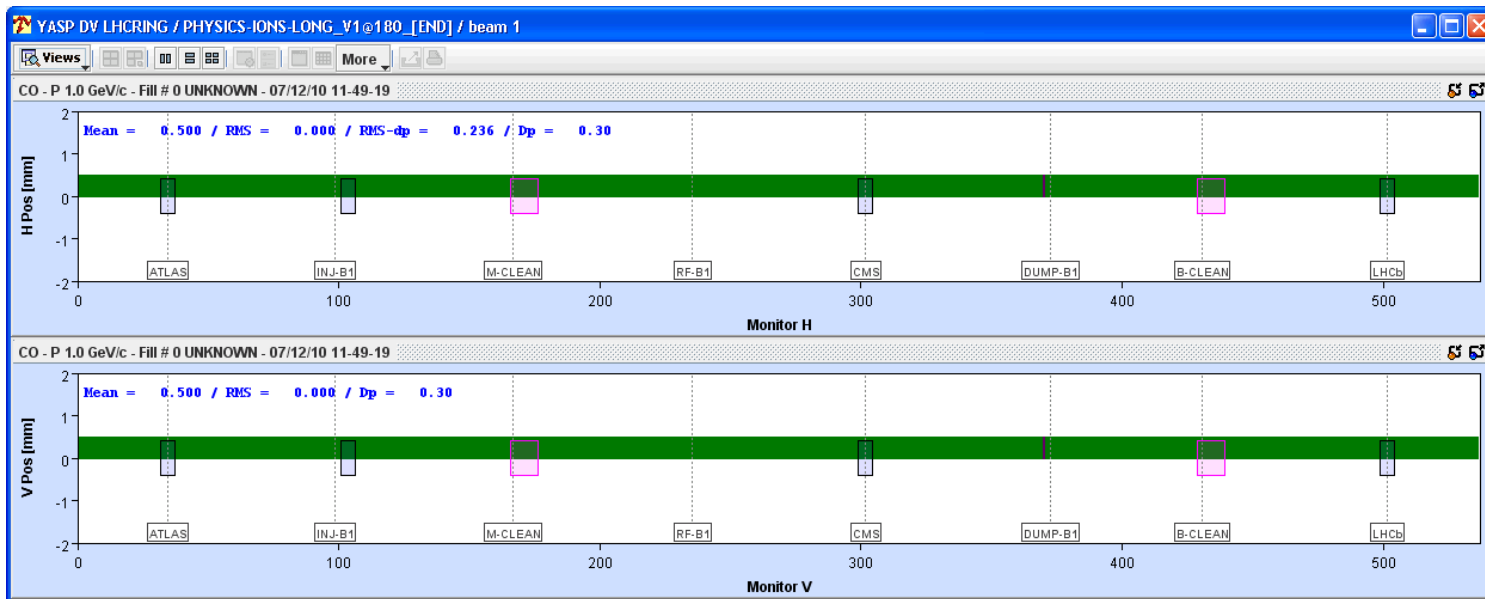 YASP DV LHCRING / PHYSICS-IONS-LONG_V1@180_[END] / beam 1
Views More
CO - P 1.0 GeV/c - Fill # 0 UNKNOWN - 07/12/10 11-49-19
Mean = 0.500 / RMS = 0.000 / RMS-dp = 0.236 / Dp = 0.30
H Pos [mm]
2
1
0
-1
-2
ATLAS INJ-B1 M-CLEAN RF-B1 CMS DUMP-B1 B-CLEAN LHCb
0 100 200 300 400 500
Monitor H
CO - P 1.0 GeV/c - Fill # 0 UNKNOWN - 07/12/10 11-49-19
Mean = 0.500 / RMS = 0.000 / Dp = 0.30
V Pos [mm]
2
1
0
-1
-2
ATLAS INJ-B1 M-CLEAN RF-B1 CMS DUMP-B1 B-CLEAN LHCb
0 100 200 300 400 500
Monitor V